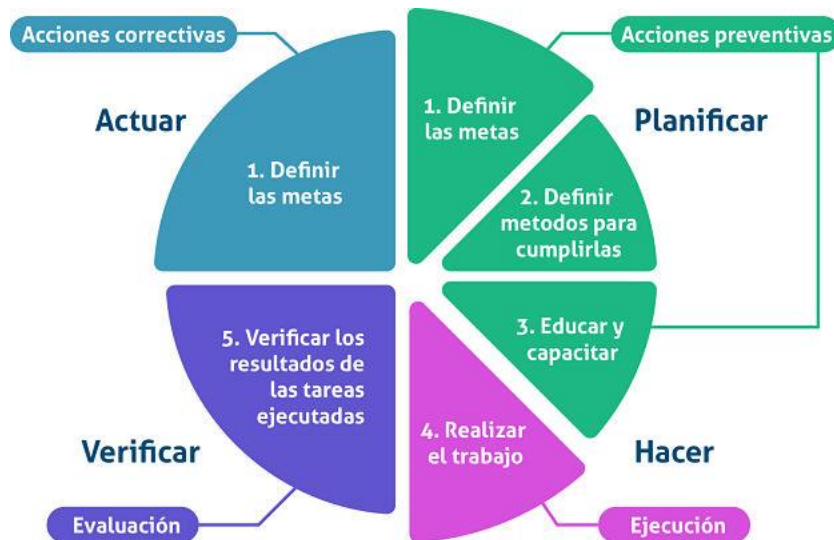 Acciones correctivas
Acciones preventivas
Actuar
Planificar
1. Definir
las metas
1. Definir
las metas
2. Definir
metodos para
cumplirlas
3. Educar y
capacitar
5. Verificar los
resultados de
las tareas
ejecutadas
4. Realizar
el trabajo
Verificar
Hacer
Evaluación
Ejecución